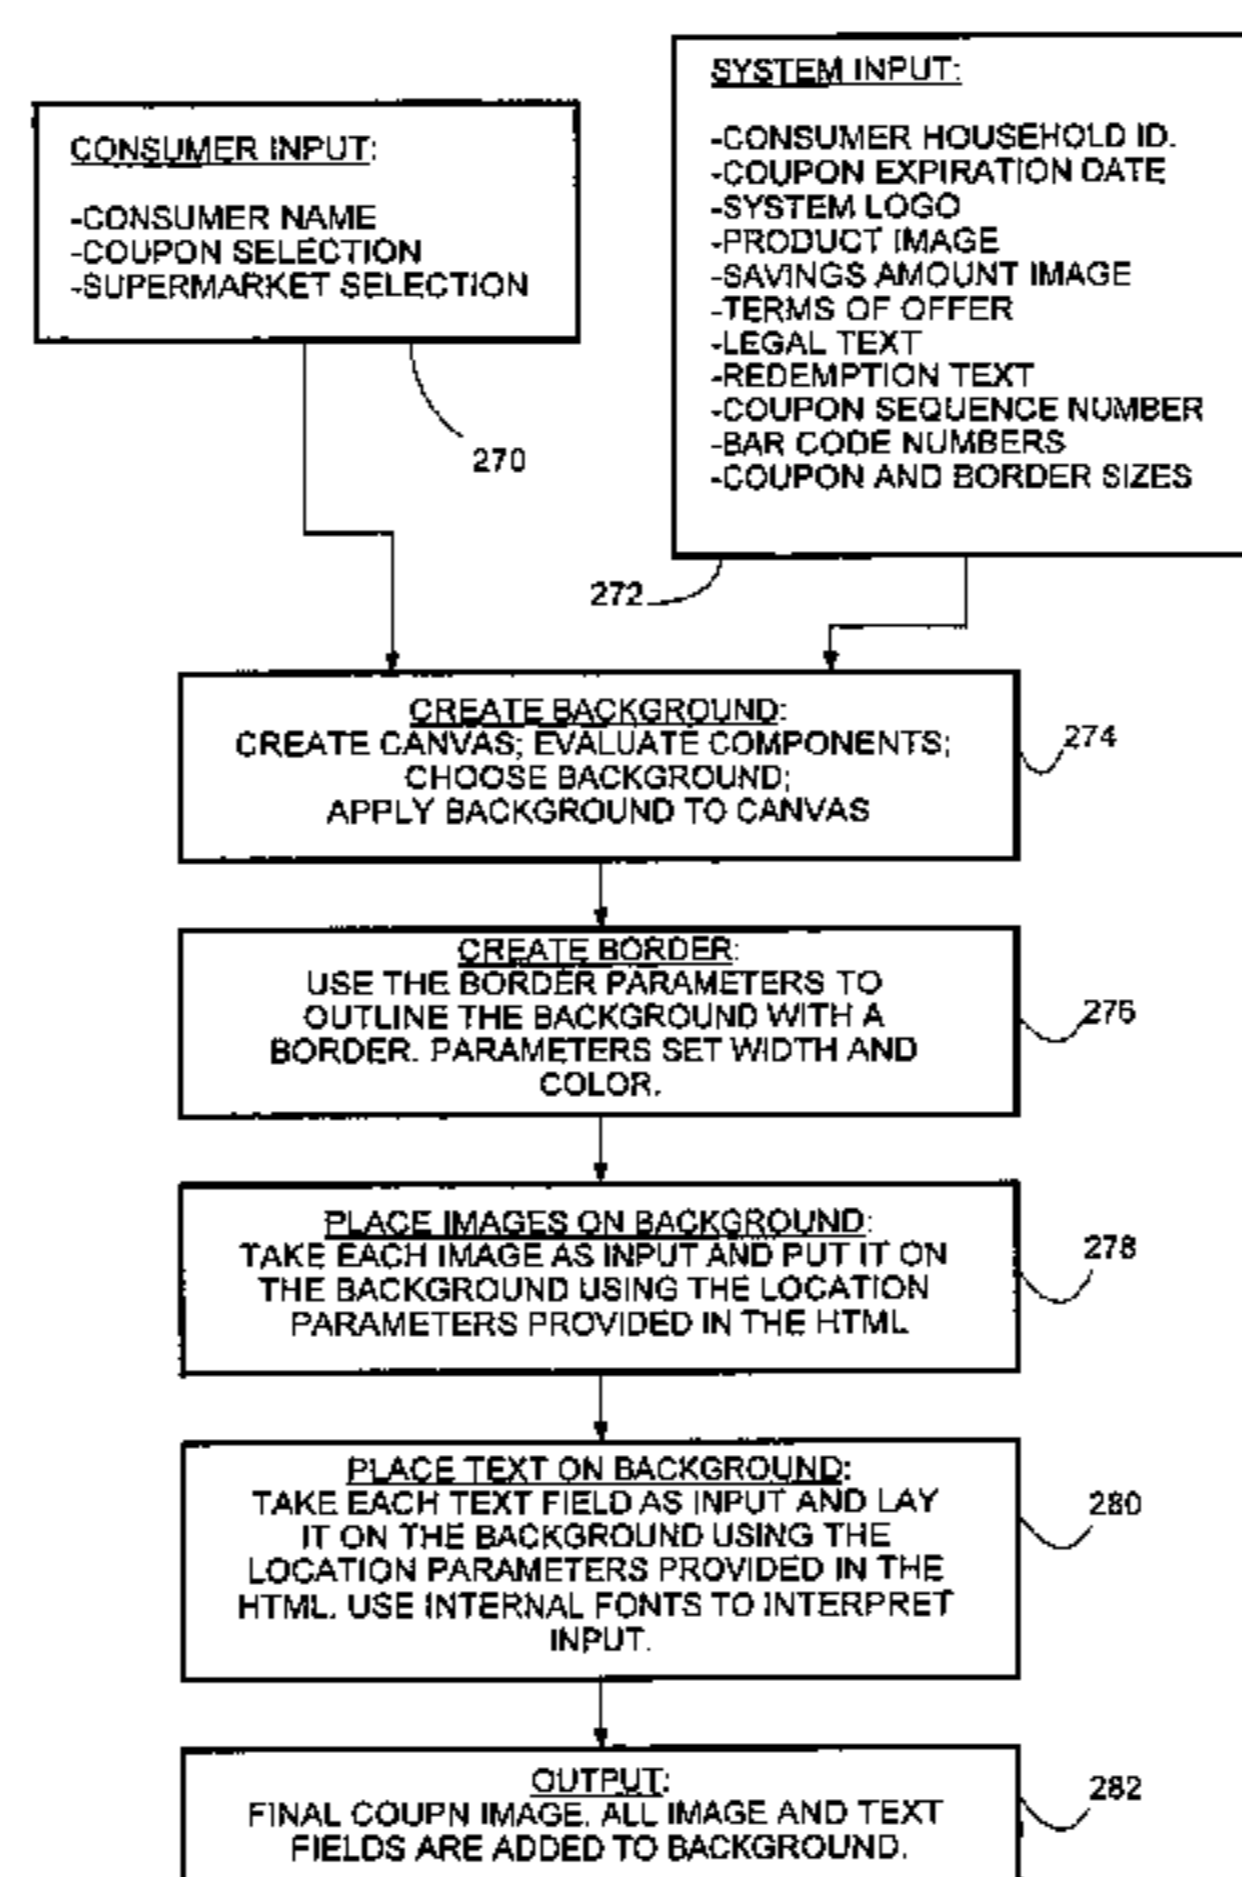 CONSUMER INPUT:
-CONSUMER NAME
-COUPON SELECTION
-SUPERMARKET SELECTION
270
SYSTEM INPUT:
-CONSUMER HOUSEHOLD ID.
-COUPON EXPIRATION DATE
-SYSTEM LOGO
-PRODUCT IMAGE
-SAVINGS AMOUNT IMAGE
-TERMS OF OFFER
-LEGAL TEXT
-REDEMPTION TEXT
-COUPON SEQUENCE NUMBER
-BAR CODE NUMBERS
-COUPON AND BORDER SIZES
272
CREATE BACKGROUND:
CREATE CANVAS; EVALUATE COMPONENTS;
CHOOSE BACKGROUND;
APPLY BACKGROUND TO CANVAS
274
CREATE BORDER:
USE THE BORDER PARAMETERS TO
OUTLINE THE BACKGROUND WITH A
BORDER. PARAMETERS SET WIDTH AND
COLOR.
276
PLACE IMAGES ON BACKGROUND:
TAKE EACH IMAGE AS INPUT AND PUT IT ON
THE BACKGROUND USING THE LOCATION
PARAMETERS PROVIDED IN THE HTML
278
PLACE TEXT ON BACKGROUND:
TAKE EACH TEXT FIELD AS INPUT AND LAY
IT ON THE BACKGROUND USING THE
LOCATION PARAMETERS PROVIDED IN THE
HTML. USE INTERNAL FONTS TO INTERPRET
INPUT.
280
OUTPUT:
FINAL COUPN IMAGE. ALL IMAGE AND TEXT
FIELDS ARE ADDED TO BACKGROUND.
282